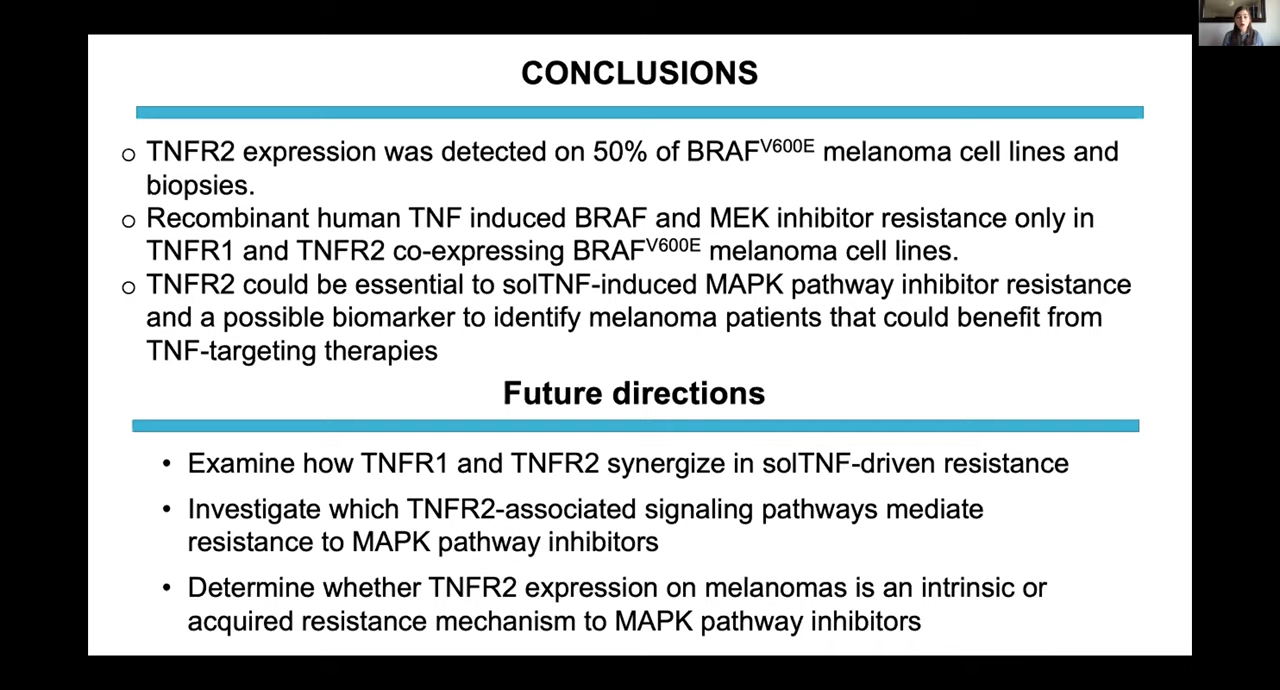 CONCLUSIONS
○ TNFR2 expression was detected on 50% of BRAF^V600E melanoma cell lines and
biopsies.
○ Recombinant human TNF induced BRAF and MEK inhibitor resistance only in
TNFR1 and TNFR2 co-expressing BRAF^V600E melanoma cell lines.
○ TNFR2 could be essential to solTNF-induced MAPK pathway inhibitor resistance
and a possible biomarker to identify melanoma patients that could benefit from
TNF-targeting therapies
Future directions
• Examine how TNFR1 and TNFR2 synergize in solTNF-driven resistance
• Investigate which TNFR2-associated signaling pathways mediate
resistance to MAPK pathway inhibitors
• Determine whether TNFR2 expression on melanomas is an intrinsic or
acquired resistance mechanism to MAPK pathway inhibitors